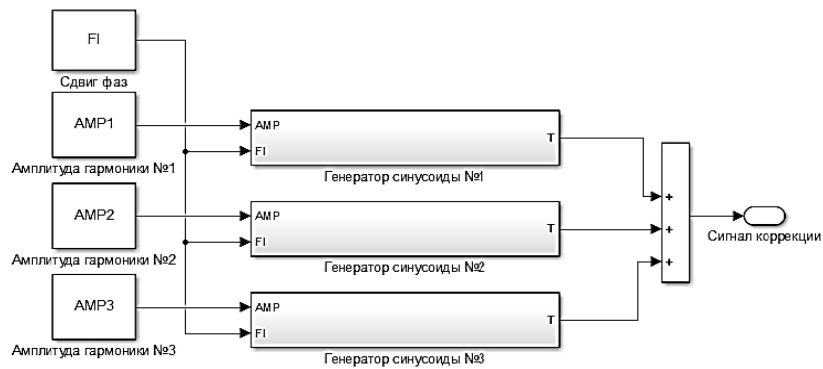 FI
Сдвиг фаз
AMP1
Амплитуда гармоники №1
AMP
FI
T
Генератор синусоиды №1
AMP2
Амплитуда гармоники №2
AMP
FI
T
Генератор синусоиды №2
AMP3
Амплитуда гармоники №3
AMP
FI
T
Генератор синусоиды №3
+
+
+
Сигнал коррекции